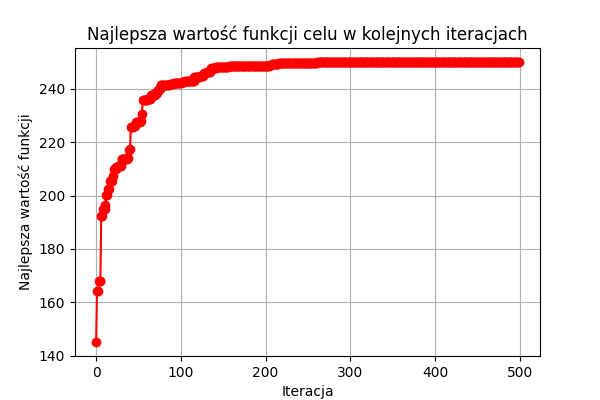 Najlepsza wartość funkcji celu w kolejnych iteracjach
Najlepsza wartość funkcji
240
220
200
180
160
140
0 100 200 300 400 500
Iteracja